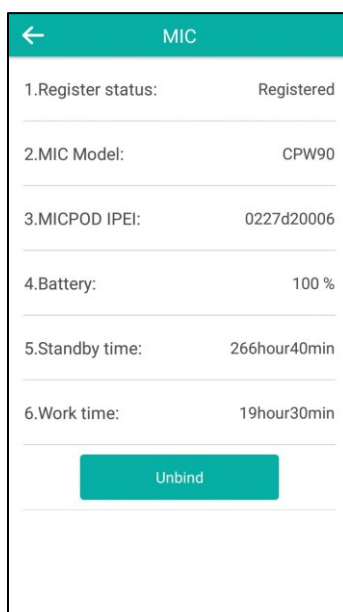 MIC
1.Register status: Registered
2.MIC Model: CPW90
3.MICPOD IPEI: 0227d20006
4.Battery: 100 %
5.Standby time: 266hour40min
6.Work time: 19hour30min
Unbind